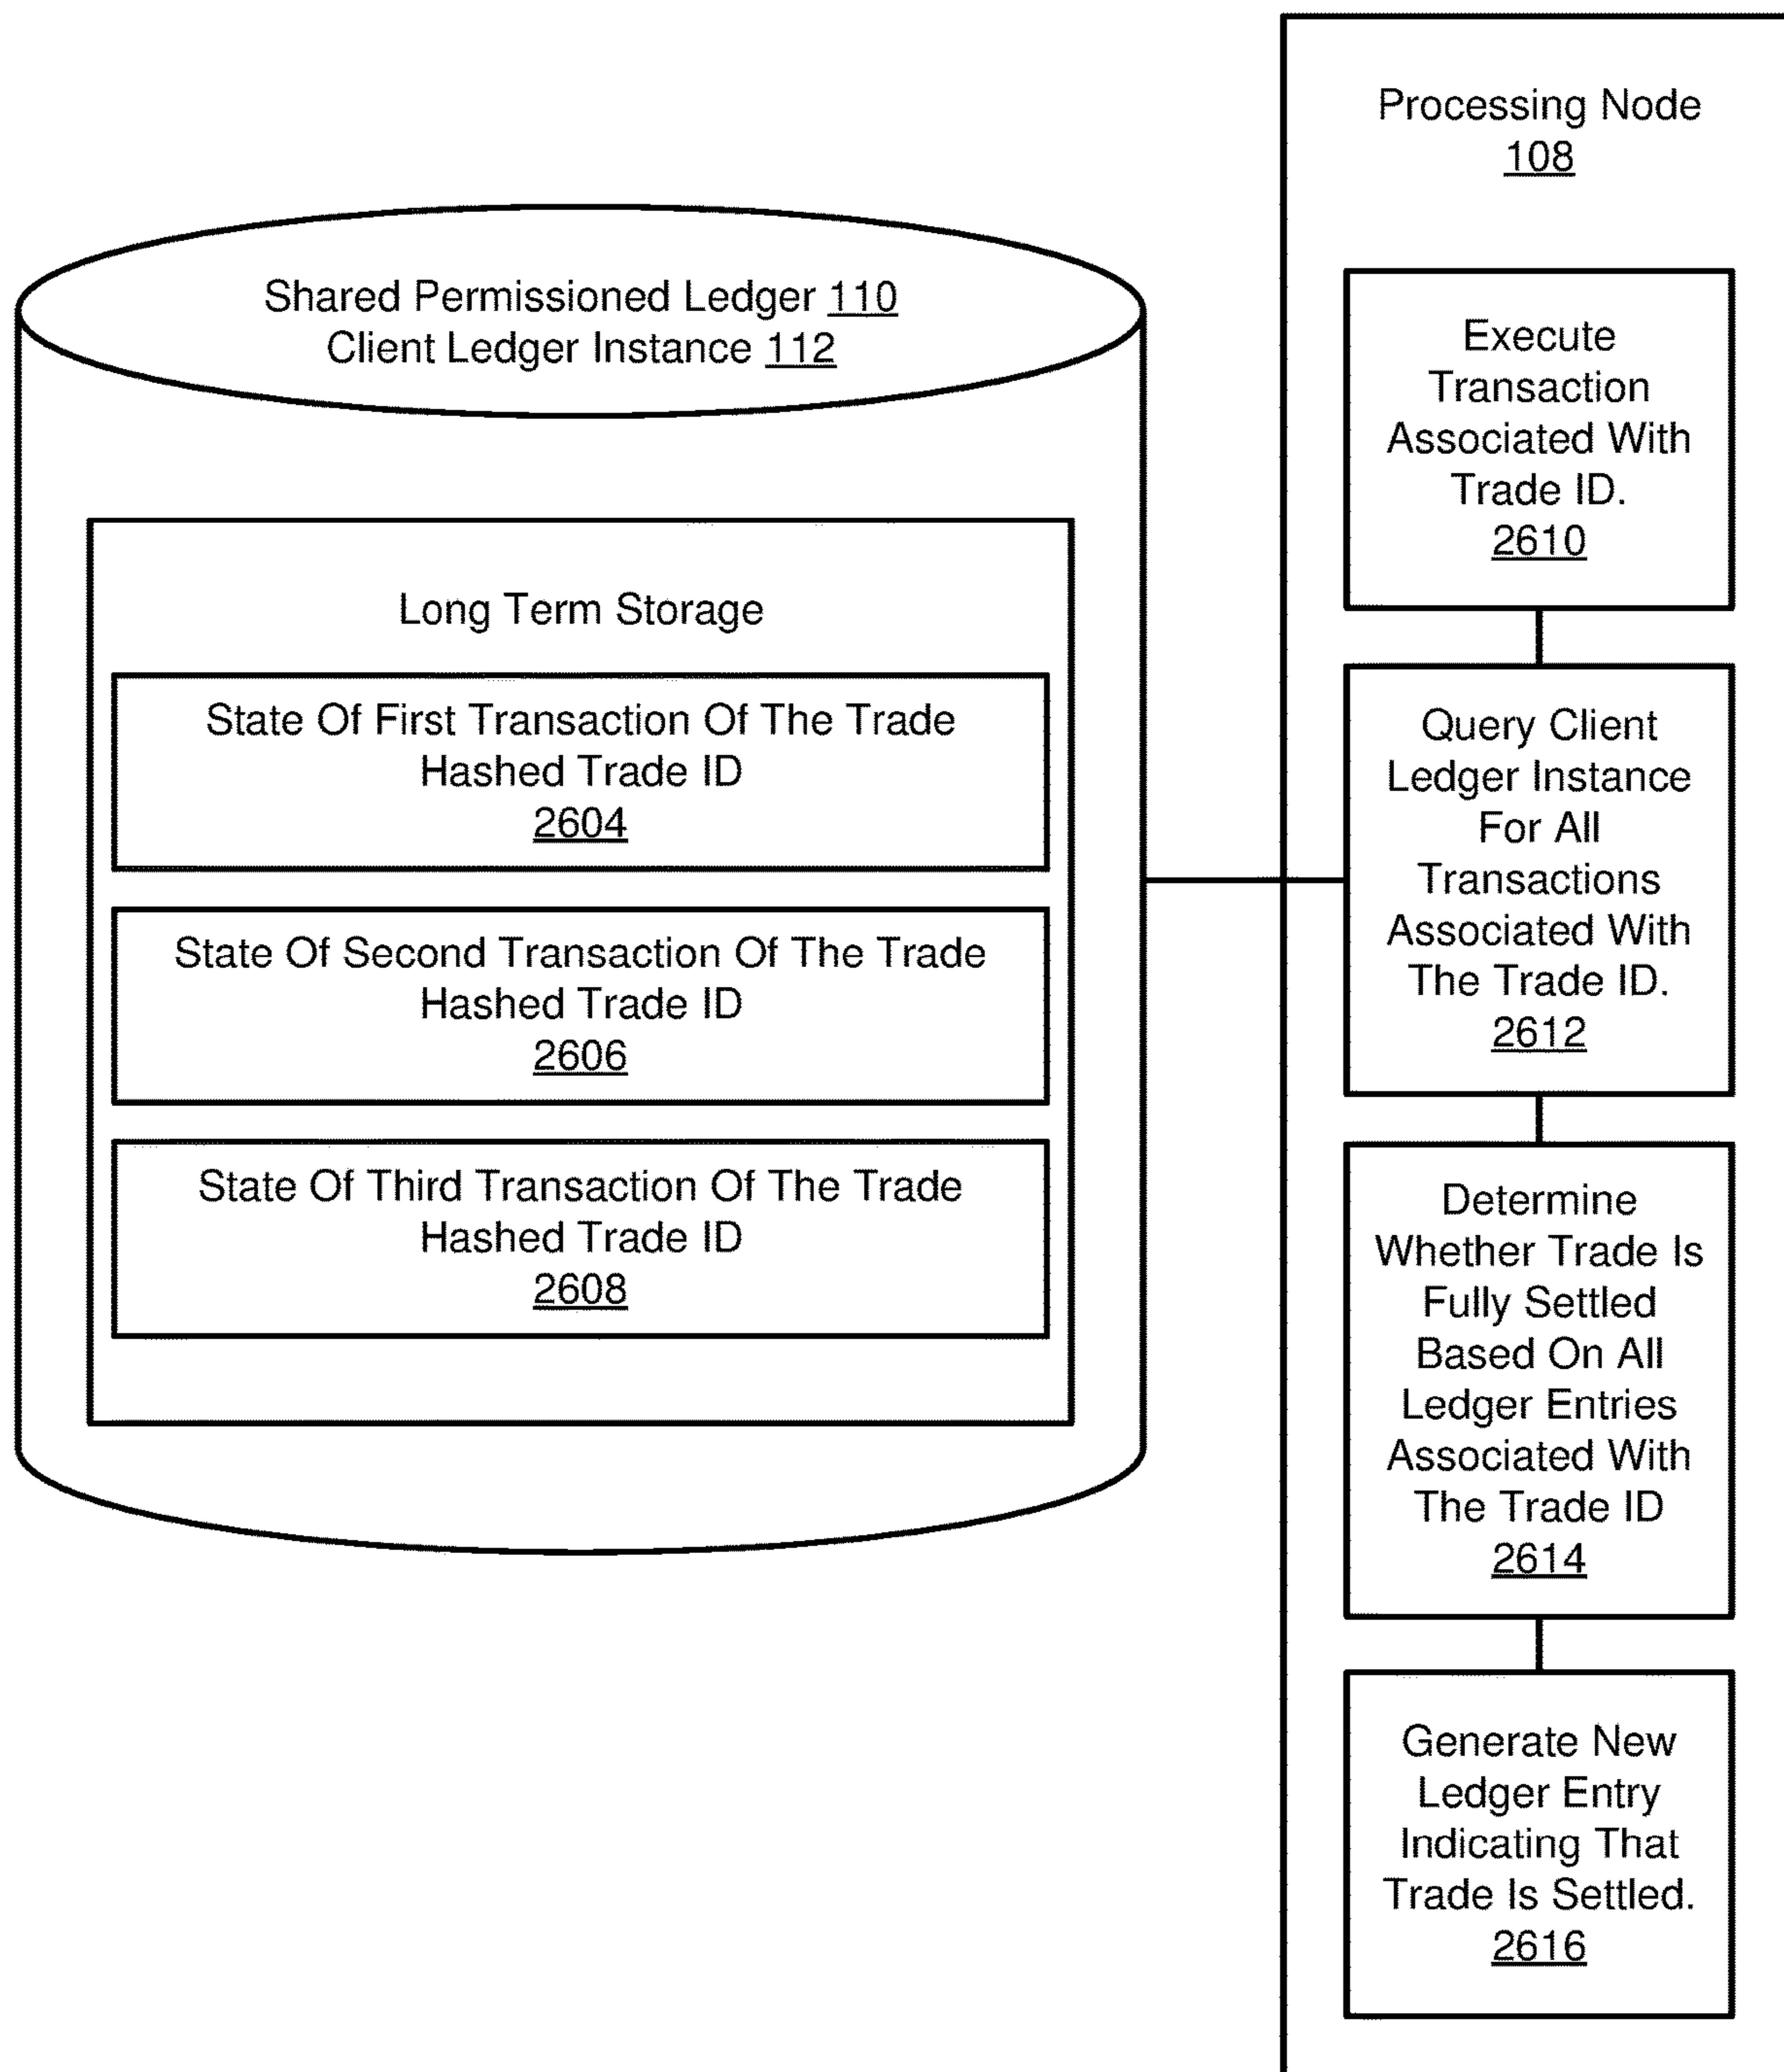 Shared Permissioned Ledger 110
Client Ledger Instance 112
Long Term Storage
State Of First Transaction Of The Trade
Hashed Trade ID
2604
State Of Second Transaction Of The Trade
Hashed Trade ID
2606
State Of Third Transaction Of The Trade
Hashed Trade ID
2608
Processing Node
108
Execute
Transaction
Associated With
Trade ID.
2610
Query Client
Ledger Instance
For All
Transactions
Associated With
The Trade ID.
2612
Determine
Whether Trade Is
Fully Settled
Based On All
Ledger Entries
Associated With
The Trade ID
2614
Generate New
Ledger Entry
Indicating That
Trade Is Settled.
2616